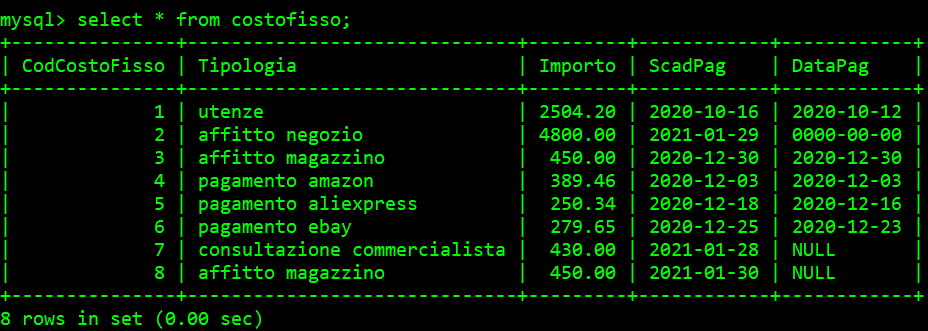 mysql> select * from costofisso;
+---------------+------------------------------+---------+------------+------------+
| CodCostoFisso | Tipologia                    | Importo | ScadPag    | DataPag    |
+---------------+------------------------------+---------+------------+------------+
|             1 | utenze                       | 2504.20 | 2020-10-16 | 2020-10-12 |
|             2 | affitto negozio              | 4800.00 | 2021-01-29 | 0000-00-00 |
|             3 | affitto magazzino            |  450.00 | 2020-12-30 | 2020-12-30 |
|             4 | pagamento amazon             |  389.46 | 2020-12-03 | 2020-12-03 |
|             5 | pagamento aliexpress         |  250.34 | 2020-12-18 | 2020-12-16 |
|             6 | pagamento ebay               |  279.65 | 2020-12-25 | 2020-12-23 |
|             7 | consultazione commercialista |  430.00 | 2021-01-28 | NULL       |
|             8 | affitto magazzino            |  450.00 | 2021-01-30 | NULL       |
+---------------+------------------------------+---------+------------+------------+
8 rows in set (0.00 sec)